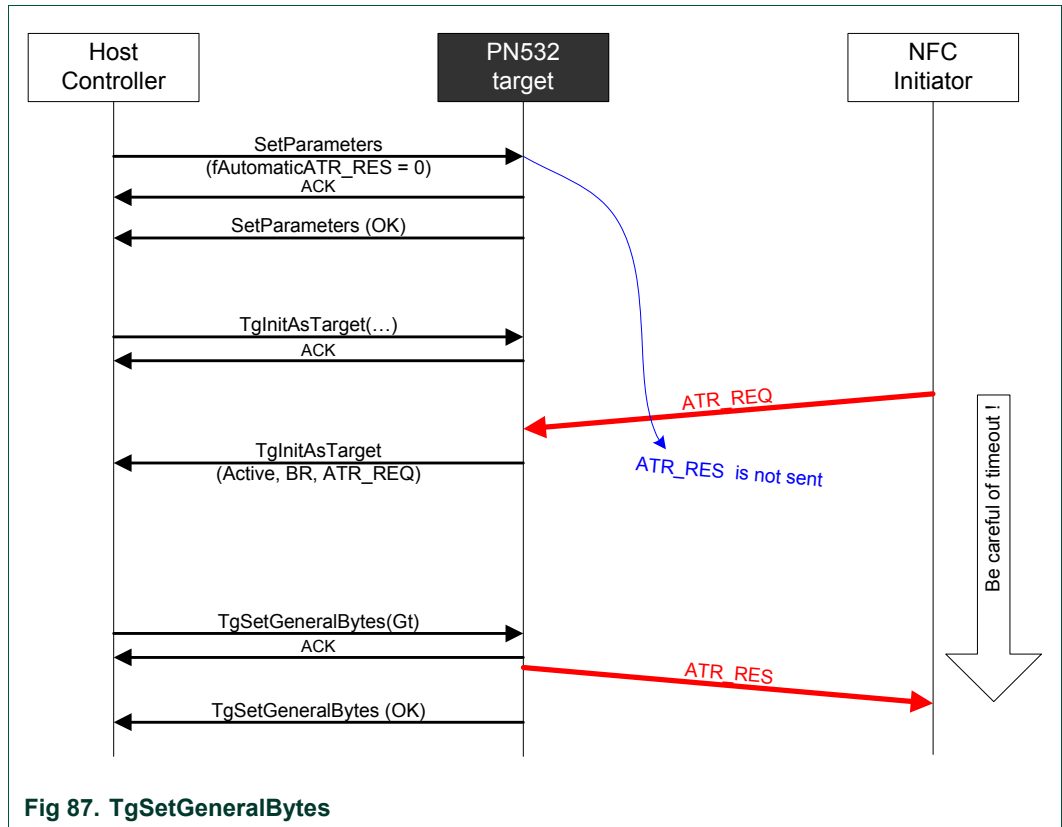 Host
Controller
PN532
target
NFC
Initiator
SetParameters
(fAutomaticATR_RES = 0)
ACK
SetParameters (OK)
TgInitAsTarget(…)
ACK
ATR_REQ
TgInitAsTarget
(Active, BR, ATR_REQ)
ATR_RES is not sent
Be careful of timeout !
TgSetGeneralBytes(Gt)
ACK
ATR_RES
TgSetGeneralBytes (OK)
Fig 87. TgSetGeneralBytes